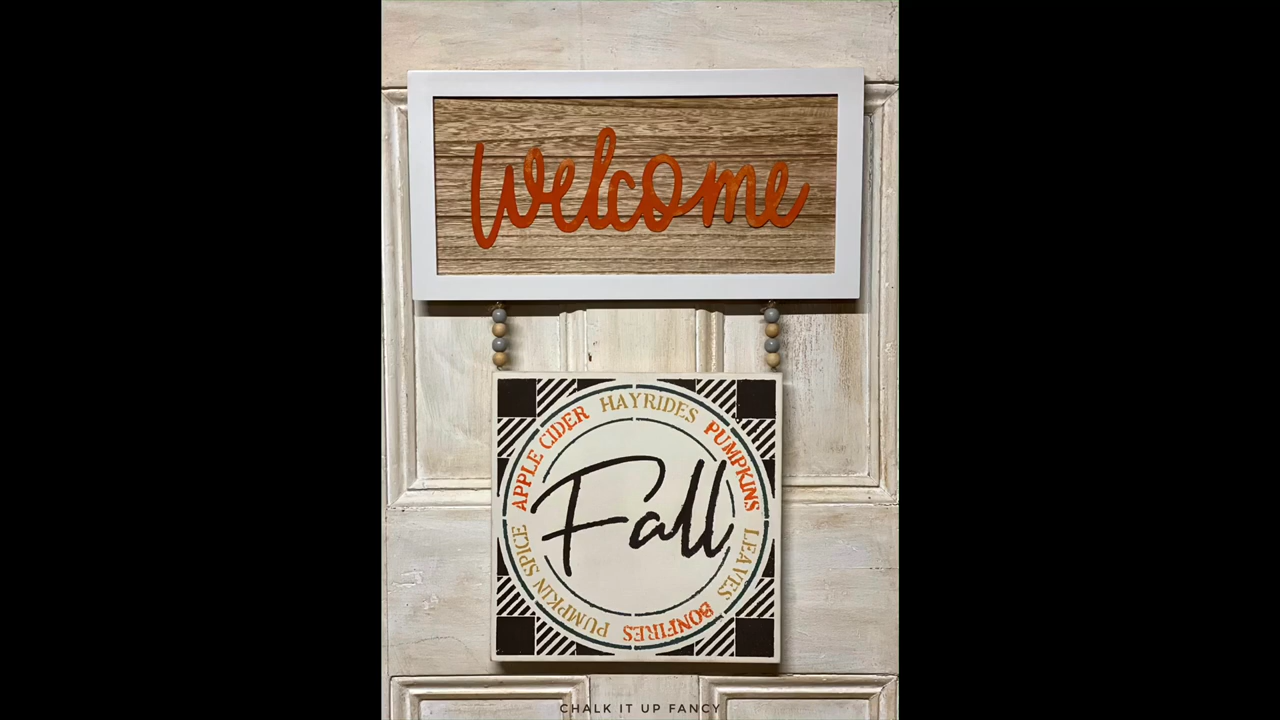 Welcome
APPLE CIDER HAYRIDES PUMPKINS LEAVES BONFIRES PUMPKIN SPICE
Fall
CHALK IT UP FANCY